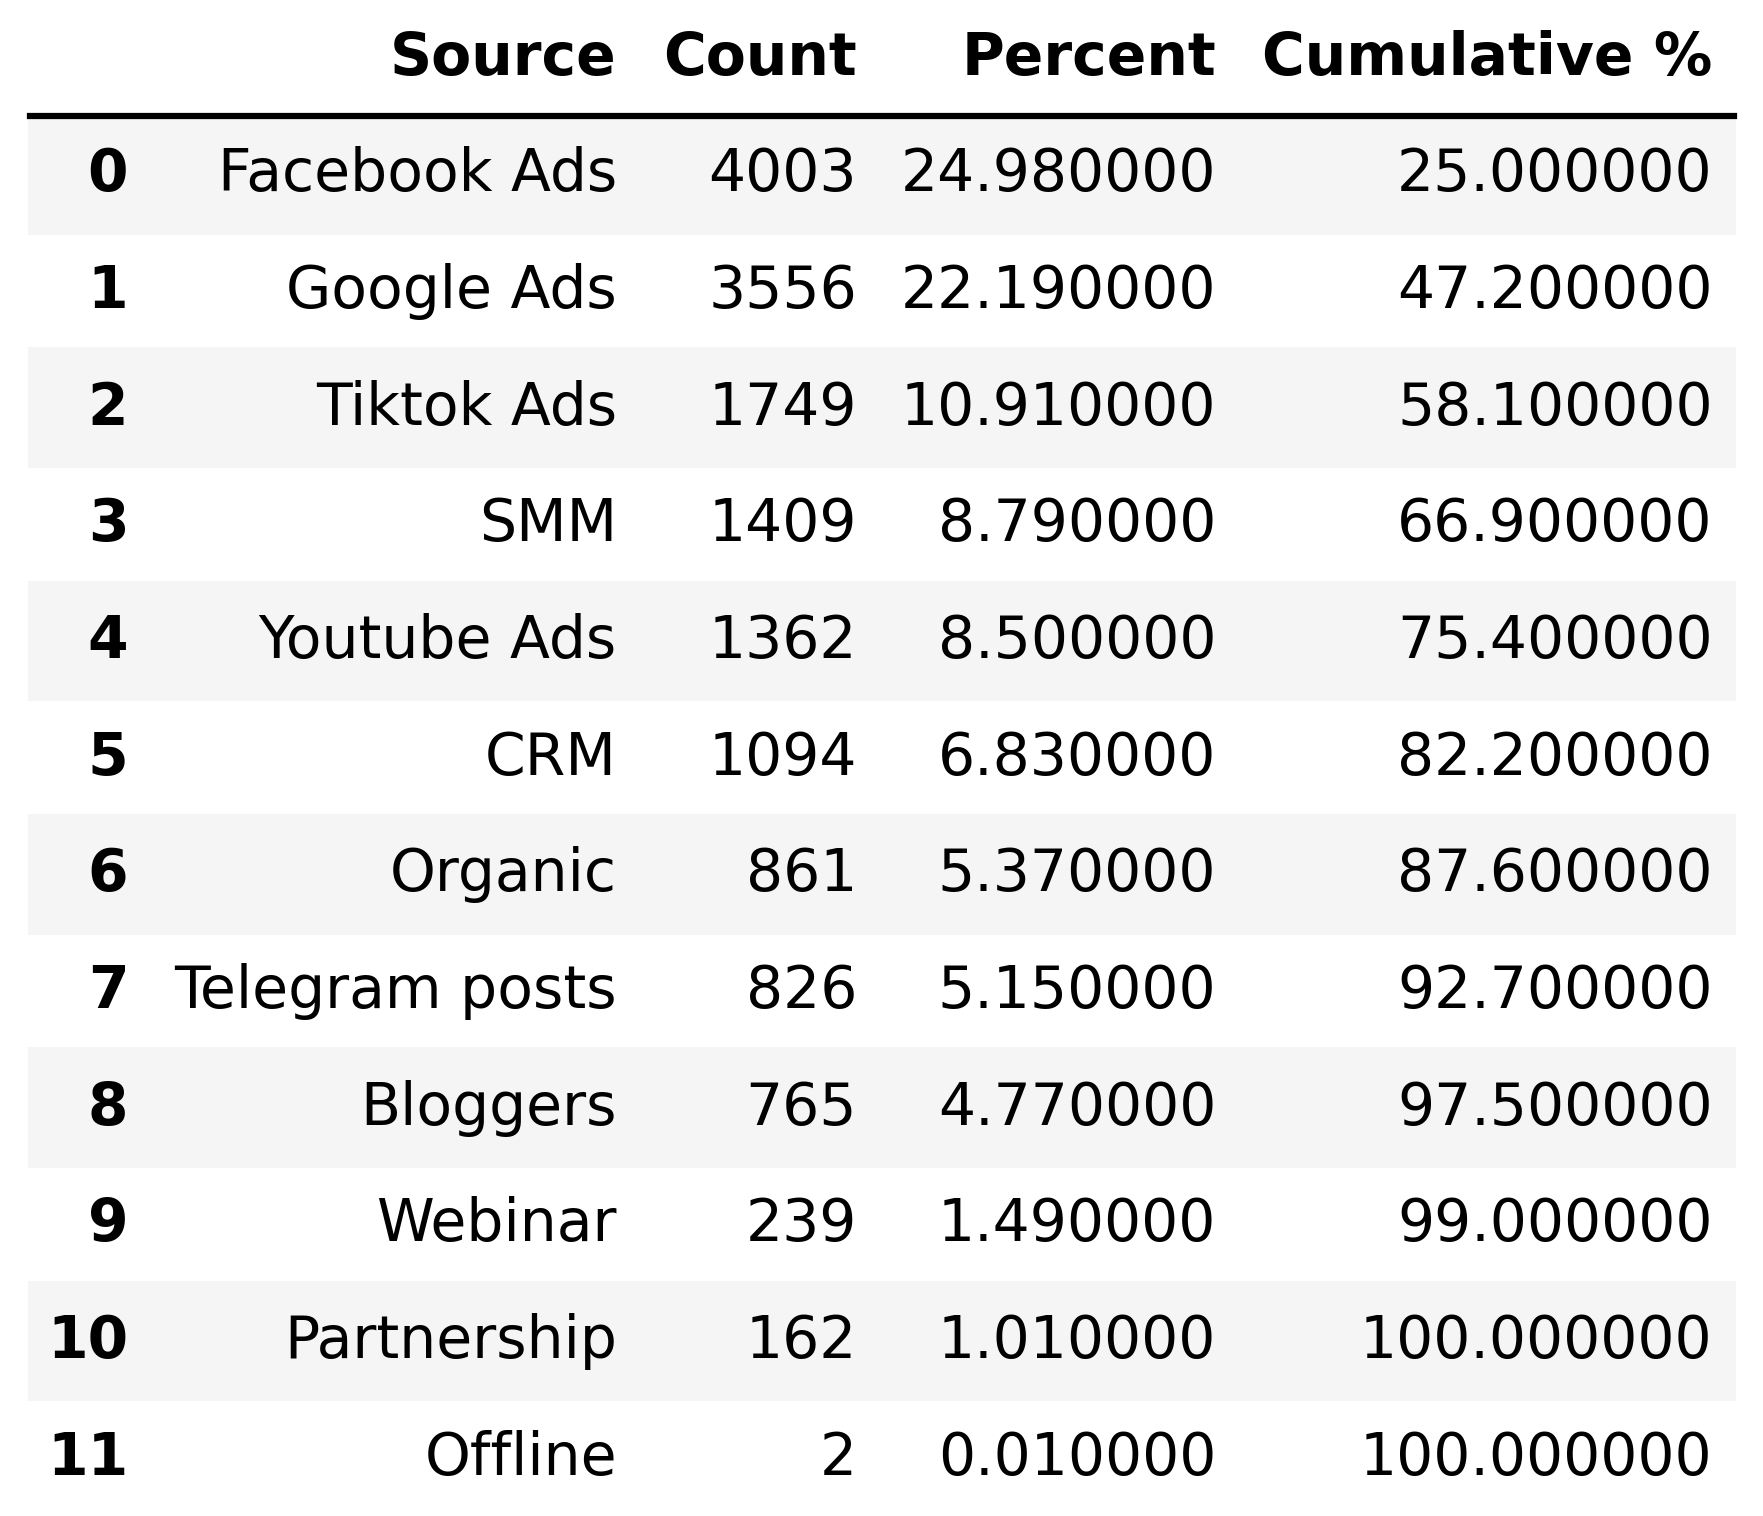 Source Count Percent Cumulative %
0 Facebook Ads 4003 24.980000 25.000000
1 Google Ads 3556 22.190000 47.200000
2 Tiktok Ads 1749 10.910000 58.100000
3 SMM 1409 8.790000 66.900000
4 Youtube Ads 1362 8.500000 75.400000
5 CRM 1094 6.830000 82.200000
6 Organic 861 5.370000 87.600000
7 Telegram posts 826 5.150000 92.700000
8 Bloggers 765 4.770000 97.500000
9 Webinar 239 1.490000 99.000000
10 Partnership 162 1.010000 100.000000
11 Offline 2 0.010000 100.000000